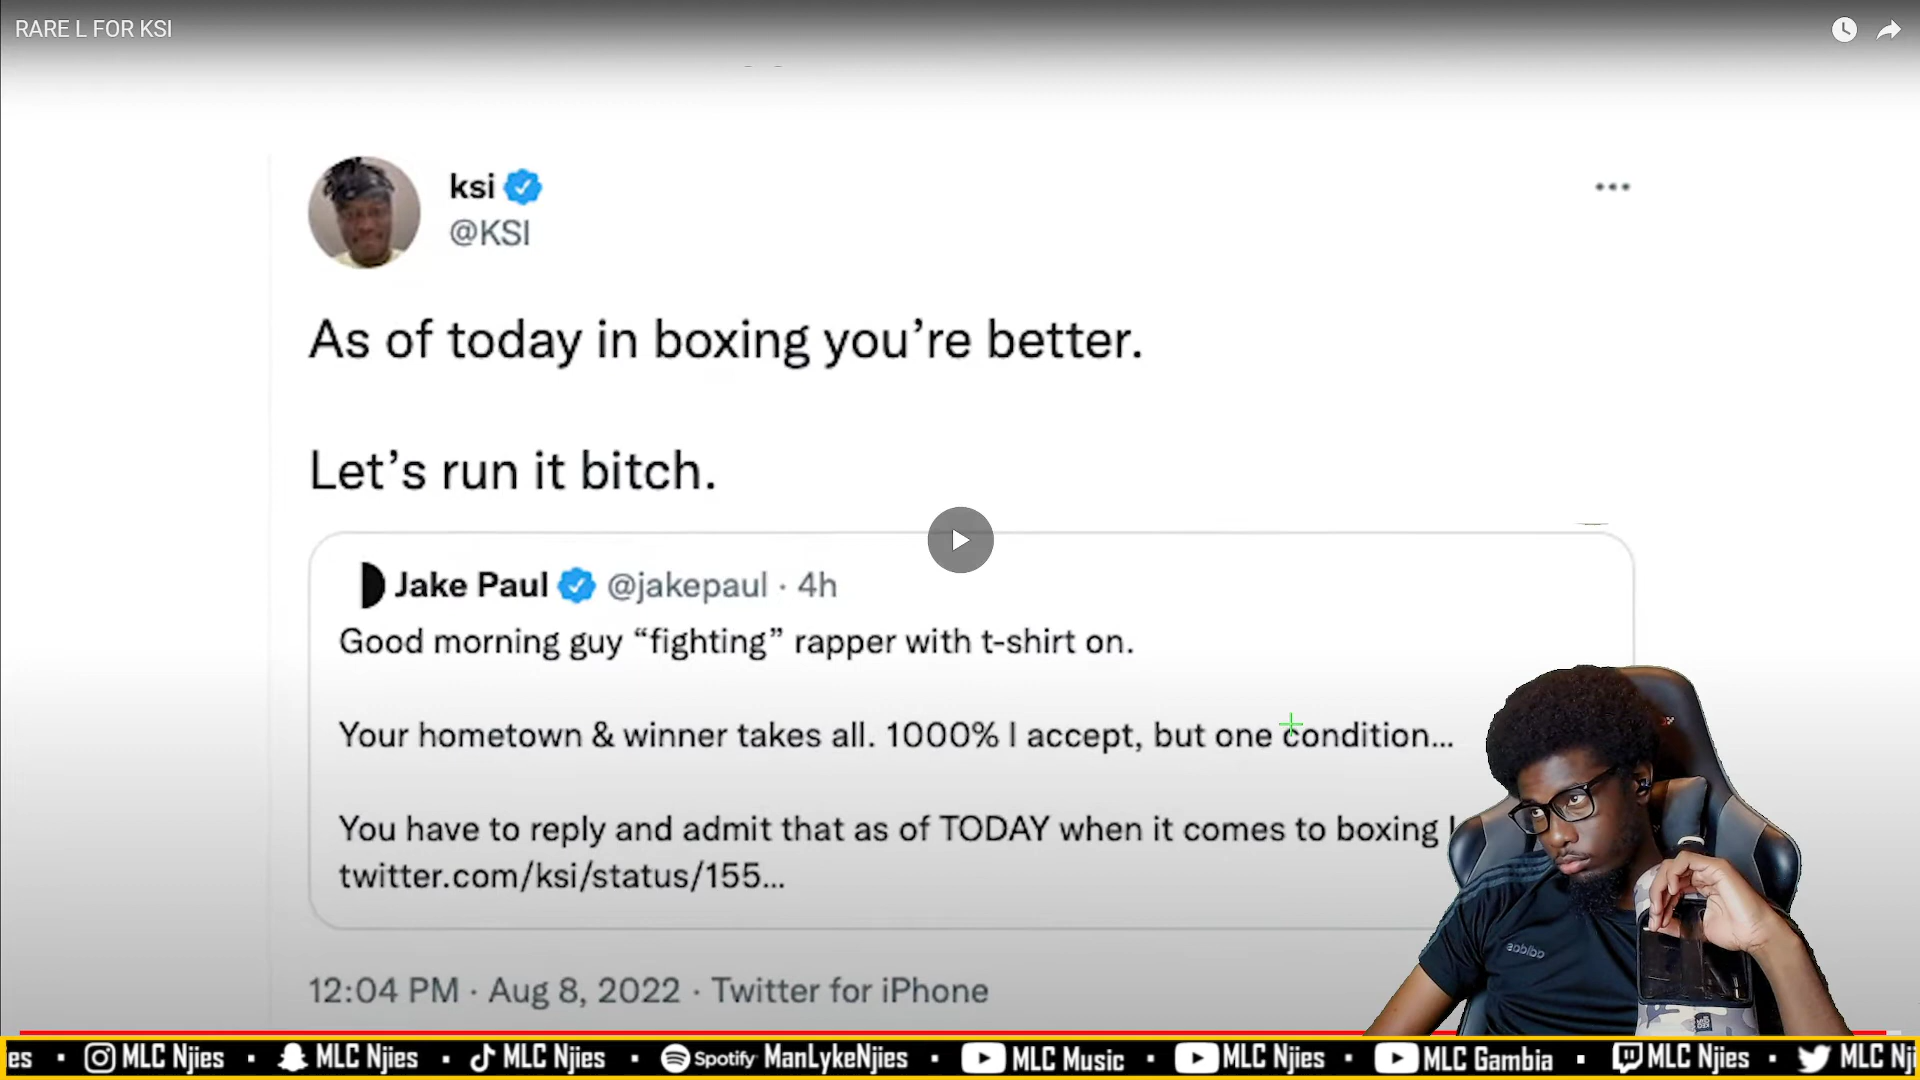 RARE L FOR KSI
ksi
@KSI
As of today in boxing you're better.
Let's run it bitch.
Jake Paul @jakepaul · 4h
Good morning guy “fighting” rapper with t-shirt on.
Your hometown & winner takes all. 1000% I accept, but one condition...
You have to reply and admit that as of TODAY when it comes to boxing I
twitter.com/ksi/status/155...
12:04 PM · Aug 8, 2022 · Twitter for iPhone
adidas
es · MLC Njies · MLC Njies · MLC Njies · Spotify ManLykeNjies · MLC Music · MLC Njies · MLC Gambia · MLC Njies · MLC Nji